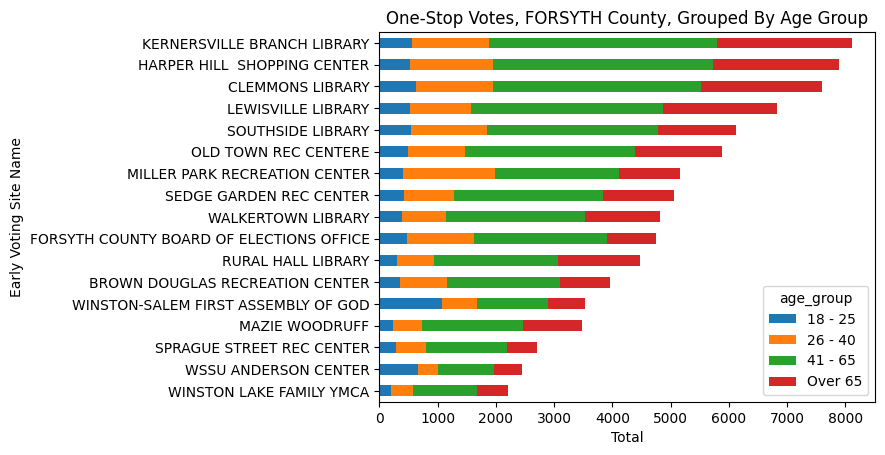 One-Stop Votes, FORSYTH County, Grouped By Age Group
Early Voting Site Name
KERNERSVILLE BRANCH LIBRARY
HARPER HILL  SHOPPING CENTER
CLEMMONS LIBRARY
LEWISVILLE LIBRARY
SOUTHSIDE LIBRARY
OLD TOWN REC CENTERE
MILLER PARK RECREATION CENTER
SEDGE GARDEN REC CENTER
WALKERTOWN LIBRARY
FORSYTH COUNTY BOARD OF ELECTIONS OFFICE
RURAL HALL LIBRARY
BROWN DOUGLAS RECREATION CENTER
WINSTON-SALEM FIRST ASSEMBLY OF GOD
MAZIE WOODRUFF
SPRAGUE STREET REC CENTER
WSSU ANDERSON CENTER
WINSTON LAKE FAMILY YMCA
age_group
18 - 25
26 - 40
41 - 65
Over 65
0 1000 2000 3000 4000 5000 6000 7000 8000
Total